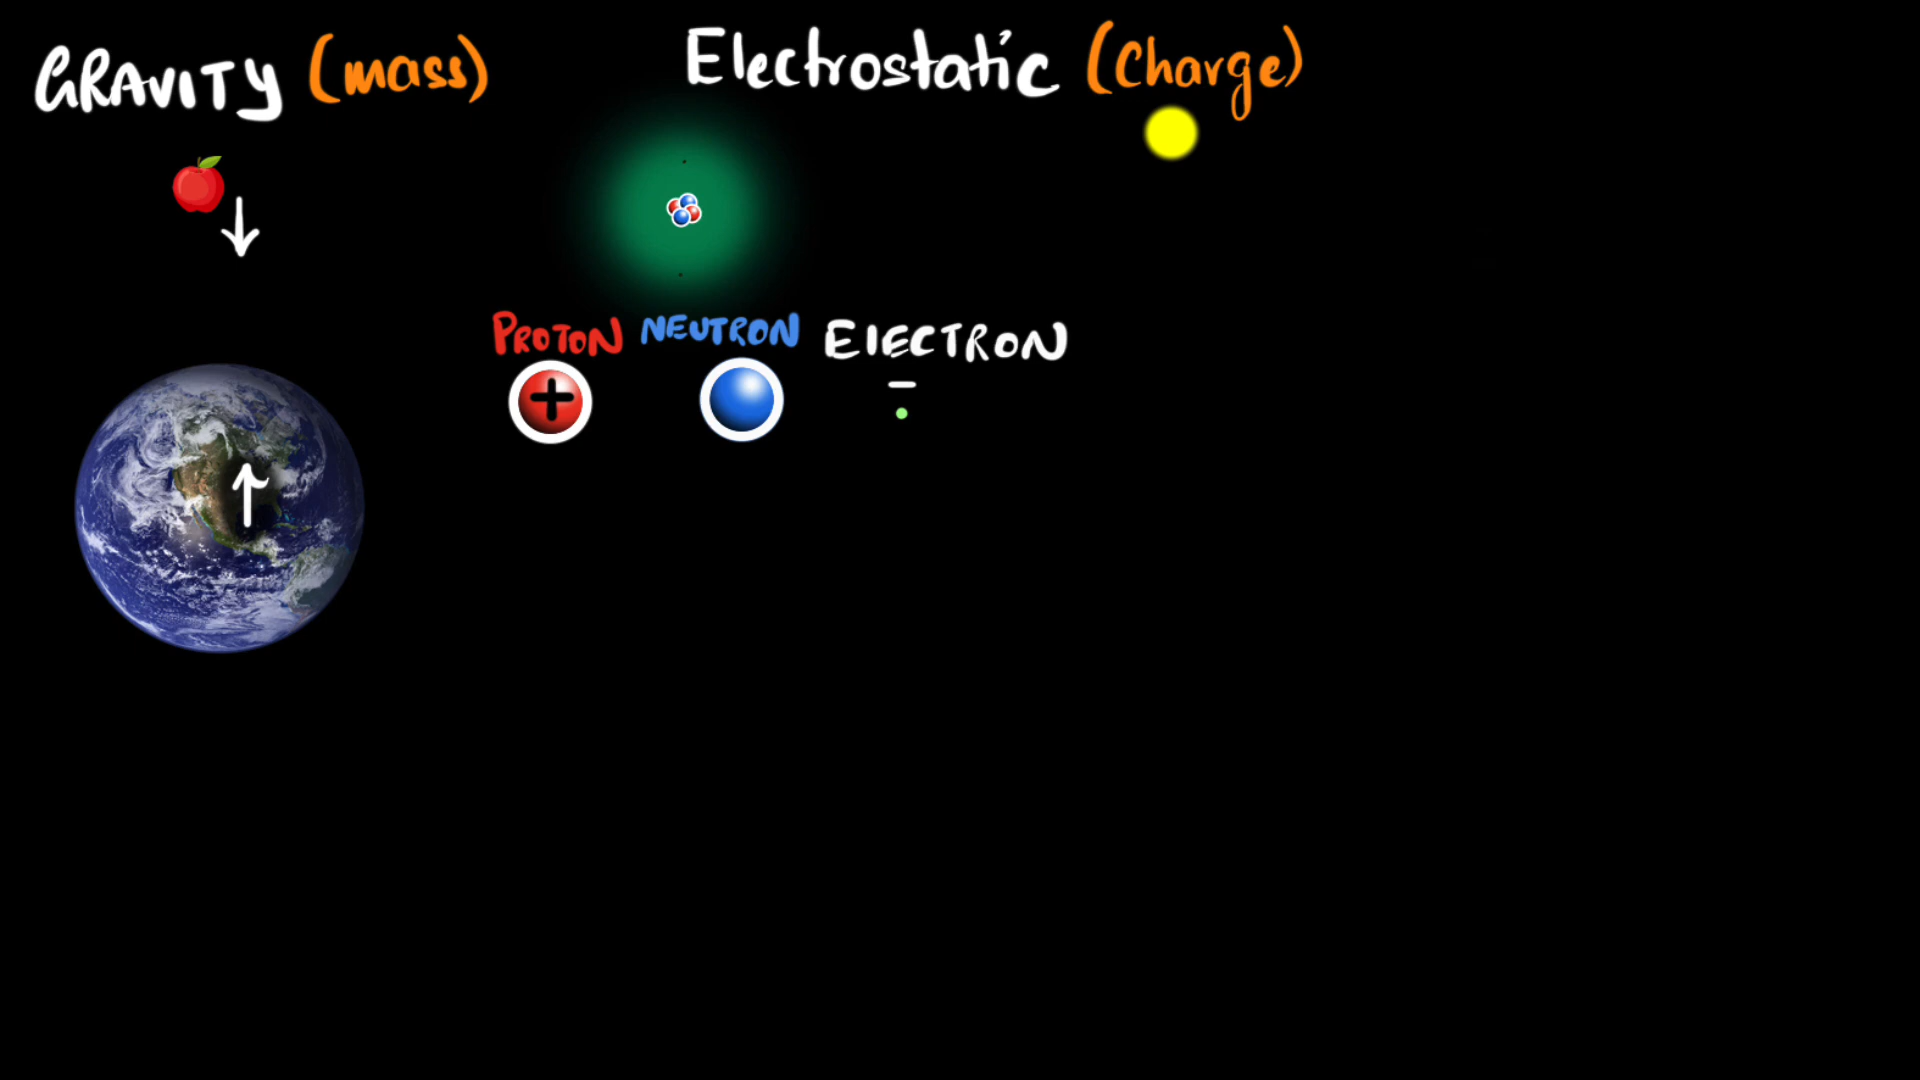 GRAVITY (mass)
Electrostatic (Charge)
PROTON NEUTRON ElECTRON
+ −